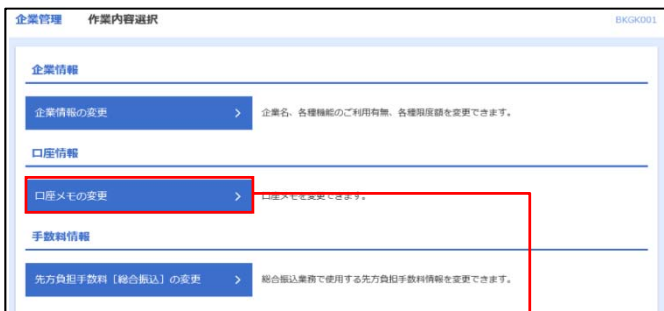 企業管理 作業内容選択 BKGK001
企業情報
企業情報の変更 > 企業名、各種機能のご利用有無、各種限度額を変更できます。
口座情報
口座メモの変更 > 口座メモを変更できます。
手数料情報
先方負担手数料［総合振込］の変更 > 総合振込業務で使用する先方負担手数料情報を変更できます。